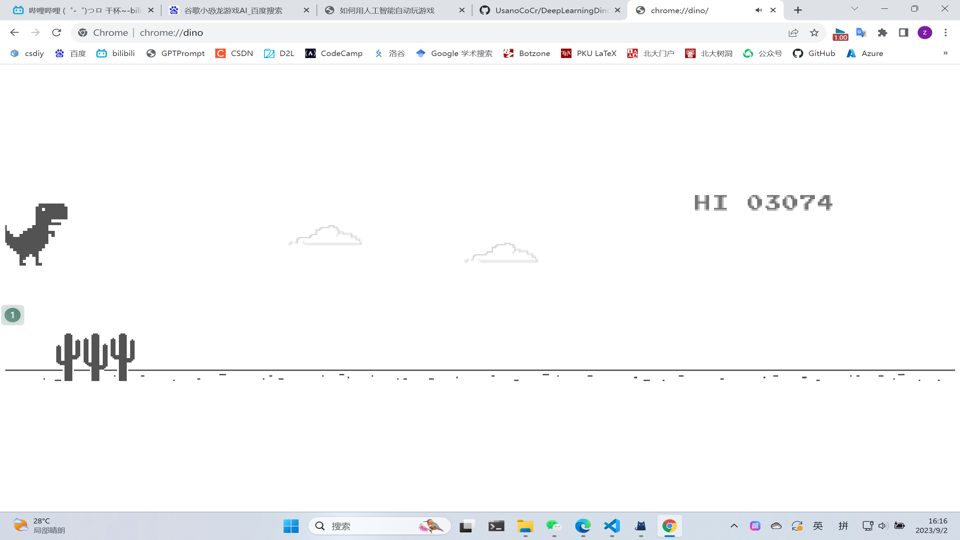 哔哩哔哩 (゜-゜)つロ 干杯~-bili
谷歌小恐龙游戏AI_百度搜索
如何用人工智能自动玩游戏
UsanoCoCr/DeepLearningDin
chrome://dino/
Chrome | chrome://dino
1.00
z
csdiy
百度
bilibili
GPTPrompt
CSDN
D2L
CodeCamp
洛谷
Google 学术搜索
Botzone
PKU LaTeX
北大门户
北大树洞
公众号
GitHub
Azure
»
HI 03074
1
28°C
局部晴朗
搜索
英
拼
16:16
2023/9/2